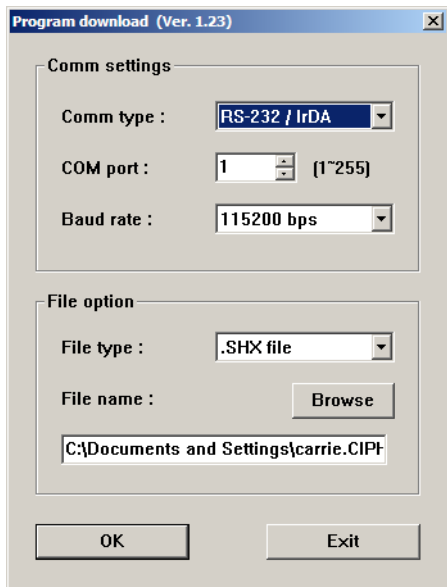 Program download (Ver. 1.23)
Comm settings
Comm type : RS-232 / IrDA
COM port : 1 (1~255)
Baud rate : 115200 bps
File option
File type : .SHX file
File name : Browse
C:\Documents and Settings\carrie.CIPH
OK Exit